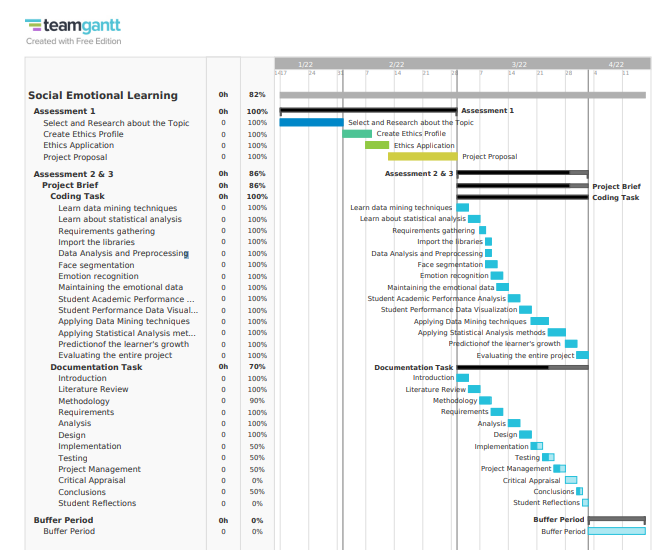 teamgantt
Created with Free Edition
1/22 2/22 3/22 4/22
14 17 24 31 7 14 21 28 7 14 21 28 4 11
Social Emotional Learning 0h 82%
Assessment 1 0h 100% Assessment 1
Select and Research about the Topic 0 100% Select and Research about the Topic
Create Ethics Profile 0 100% Create Ethics Profile
Ethics Application 0 100% Ethics Application
Project Proposal 0 100% Project Proposal
Assessment 2 & 3 0h 86% Assessment 2 & 3
Project Brief 0h 86% Project Brief
Coding Task 0h 100% Coding Task
Learn data mining techniques 0 100% Learn data mining techniques
Learn about statistical analysis 0 100% Learn about statistical analysis
Requirements gathering 0 100% Requirements gathering
Import the libraries 0 100% Import the libraries
Data Analysis and Preprocessing 0 100% Data Analysis and Preprocessing
Face segmentation 0 100% Face segmentation
Emotion recognition 0 100% Emotion recognition
Maintaining the emotional data 0 100% Maintaining the emotional data
Student Academic Performance ... 0 100% Student Academic Performance Analysis
Student Performance Data Visual... 0 100% Student Performance Data Visualization
Applying Data Mining techniques 0 100% Applying Data Mining techniques
Applying Statistical Analysis met... 0 100% Applying Statistical Analysis methods
Predictionof the learner's growth 0 100% Predictionof the learner's growth
Evaluating the entire project 0 100% Evaluating the entire project
Documentation Task 0h 70% Documentation Task
Introduction 0 100% Introduction
Literature Review 0 100% Literature Review
Methodology 0 90% Methodology
Requirements 0 100% Requirements
Analysis 0 100% Analysis
Design 0 100% Design
Implementation 0 50% Implementation
Testing 0 50% Testing
Project Management 0 50% Project Management
Critical Appraisal 0 0% Critical Appraisal
Conclusions 0 50% Conclusions
Student Reflections 0 0% Student Reflections
Buffer Period 0h 0% Buffer Period
Buffer Period 0 0% Buffer Period